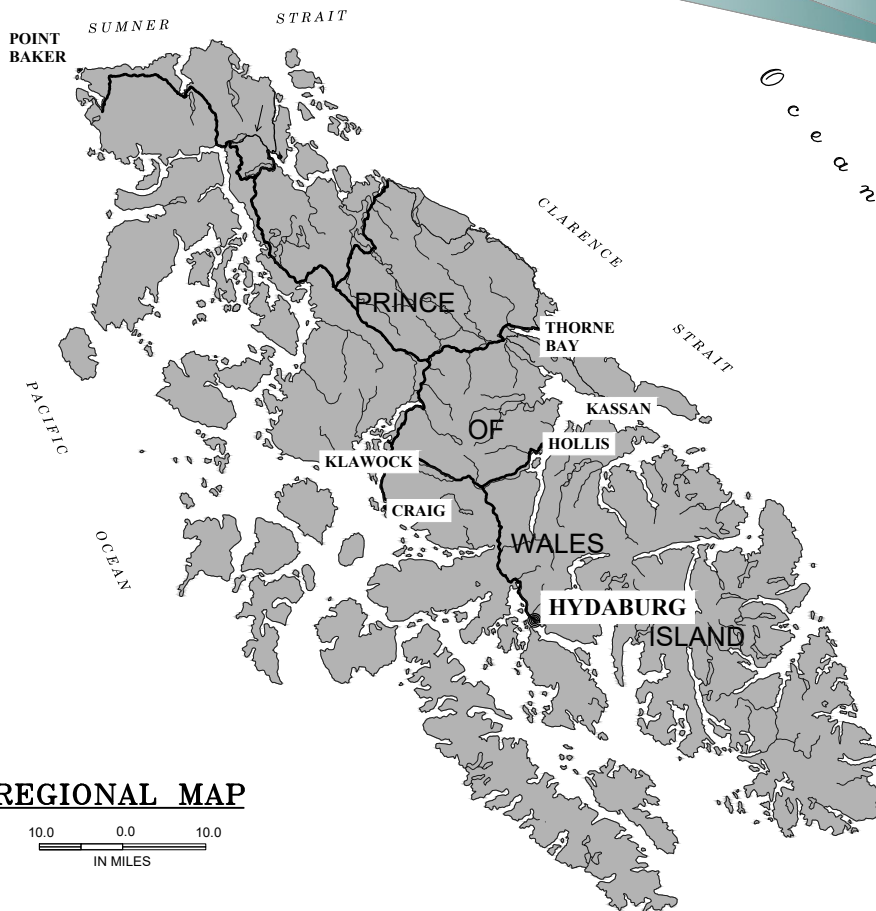 SUMNER STRAIT
POINT
BAKER
Ocean
CLARENCE
STRAIT
PRINCE
THORNE
BAY
PACIFIC
OCEAN
KASSAN
OF
HOLLIS
KLAWOCK
CRAIG
WALES
HYDABURG
ISLAND
REGIONAL MAP
10.0 0.0 10.0
IN MILES